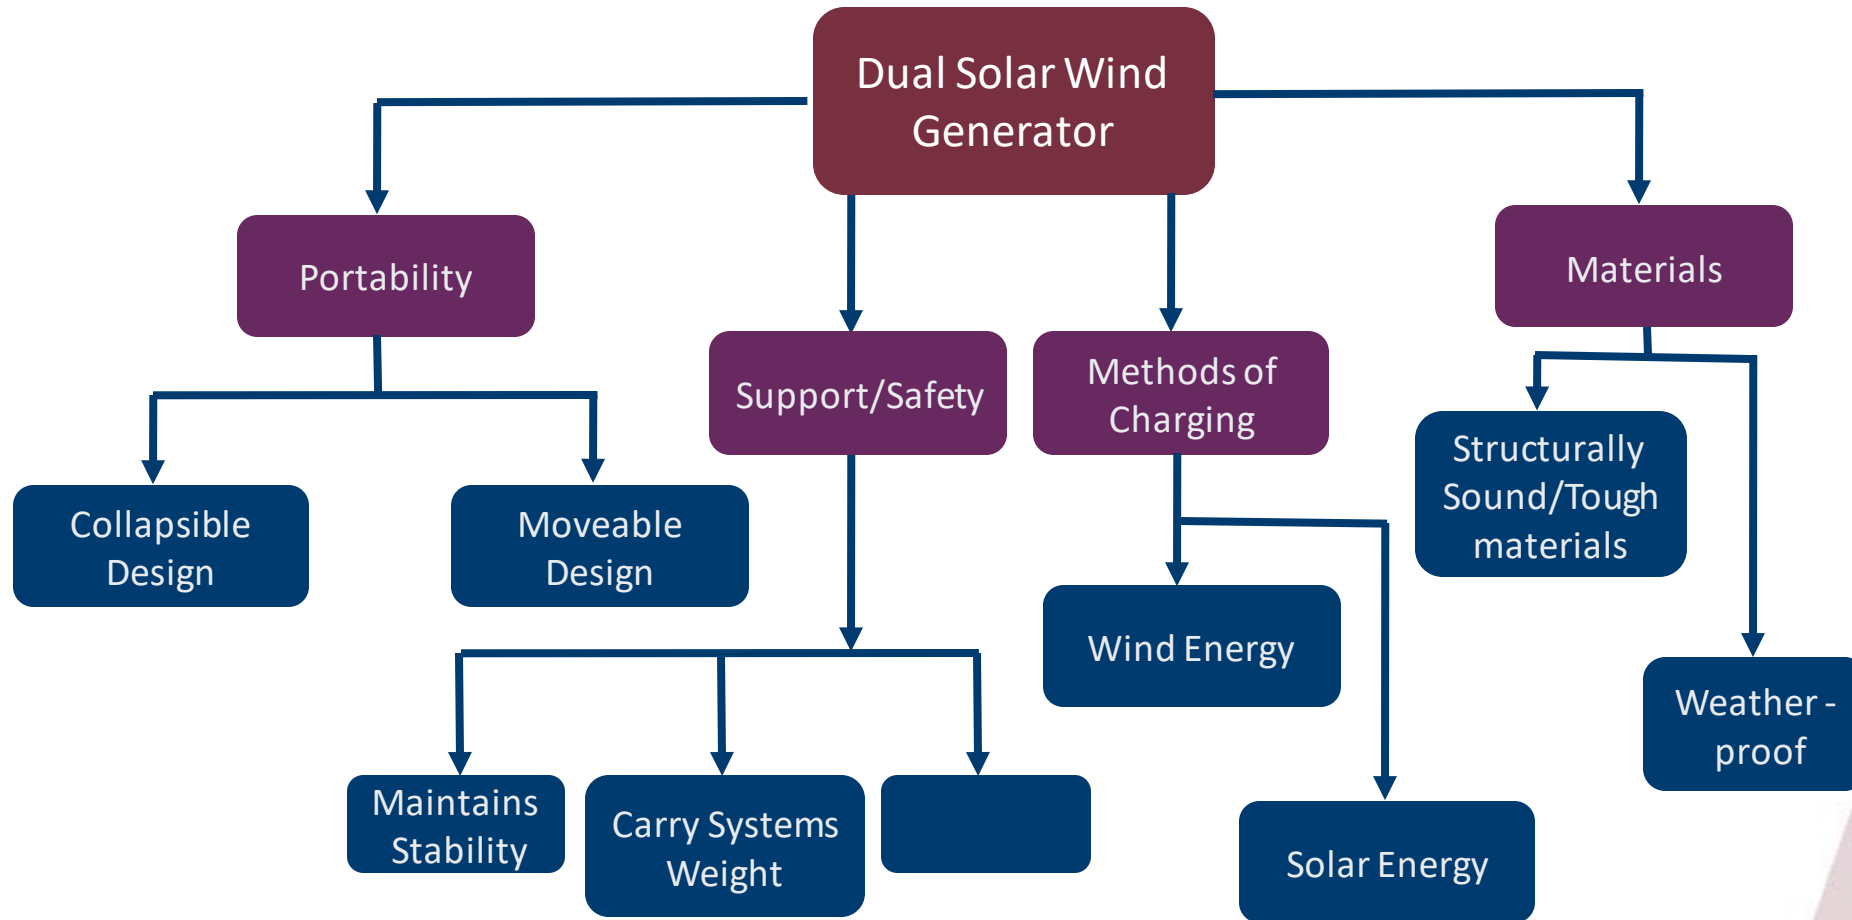 Dual Solar Wind
Generator
Portability
Materials
Support/Safety
Methods of
Charging
Structurally
Sound/Tough
materials
Collapsible
Design
Moveable
Design
Wind Energy
Weather -
proof
Maintains
Stability
Carry Systems
Weight
Solar Energy